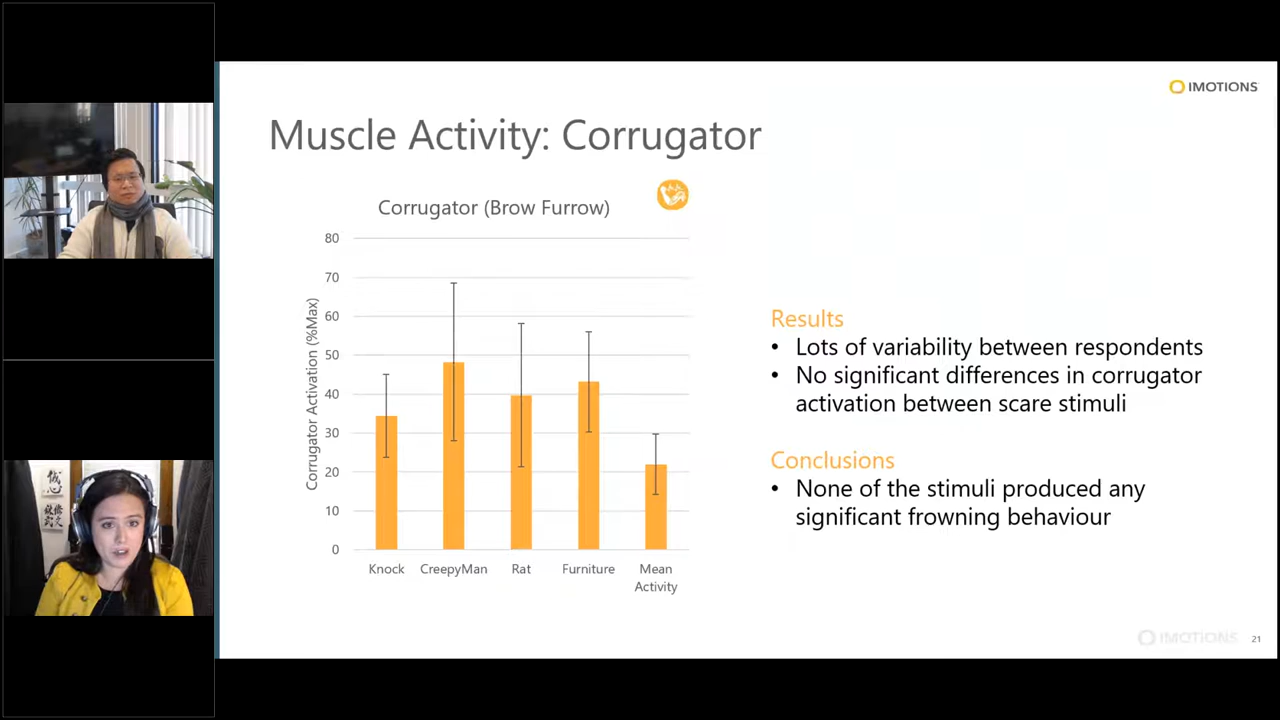 IMOTIONS
Muscle Activity: Corrugator
Corrugator (Brow Furrow)
Corrugator Activation (%Max)
80
70
60
50
40
30
20
10
0
Knock
CreepyMan
Rat
Furniture
Mean
Activity
Results
• Lots of variability between respondents
• No significant differences in corrugator
activation between scare stimuli
Conclusions
• None of the stimuli produced any
significant frowning behaviour
IMOTIONS
21